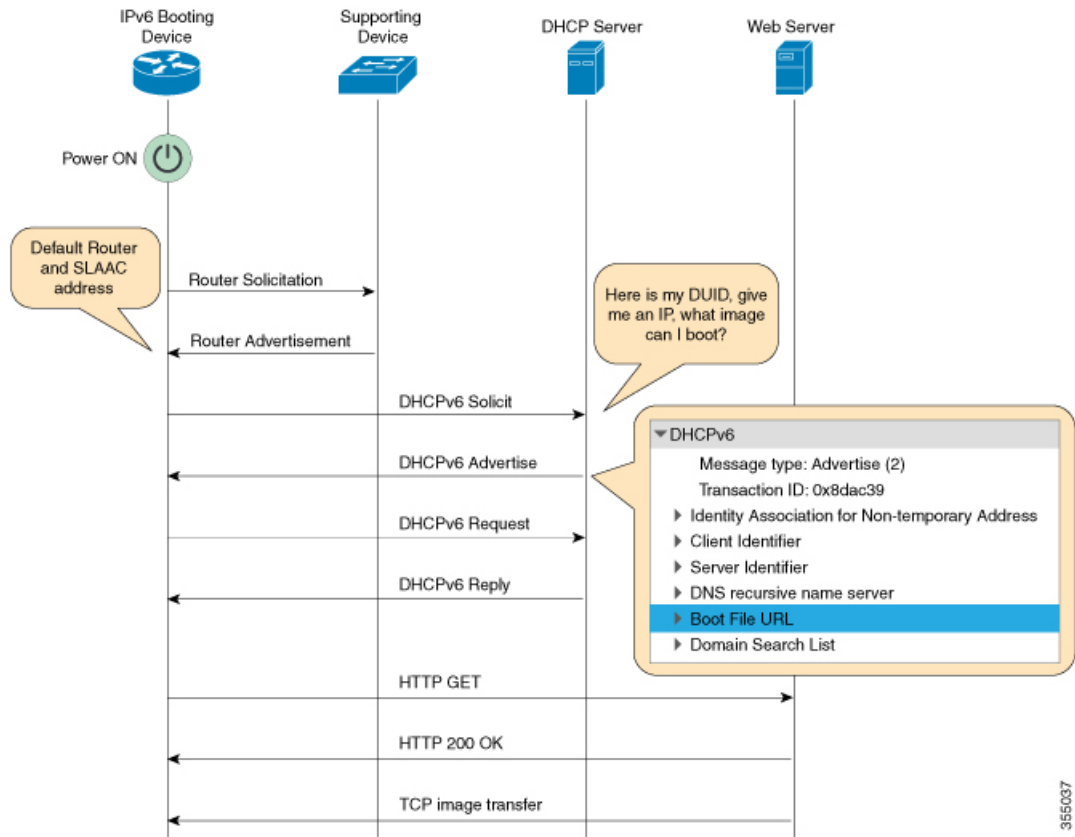 IPv6 Booting
Device
Supporting
Device
DHCP Server
Web Server
Power ON
Default Router
and SLAAC
address
Router Solicitation
Here is my DUID, give
me an IP, what image
can I boot?
Router Advertisement
DHCPv6 Solicit
DHCPv6 Advertise
DHCPv6 Request
DHCPv6 Reply
DHCPv6
Message type: Advertise (2)
Transaction ID: 0x8dac39
Identity Association for Non-temporary Address
Client Identifier
Server Identifier
DNS recursive name server
Boot File URL
Domain Search List
HTTP GET
HTTP 200 OK
TCP image transfer
355037